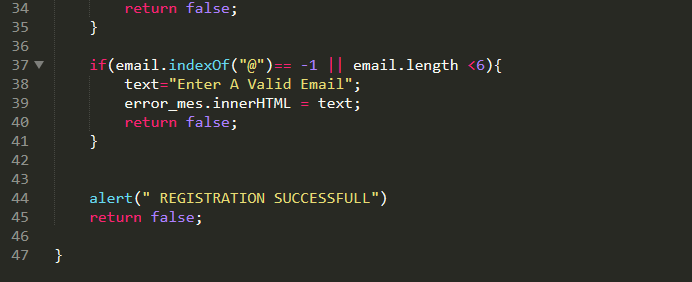 34 return false;
35 }
36
37 if(email.indexOf("@")== -1 || email.length <6){
38 text="Enter A Valid Email";
39 error_mes.innerHTML = text;
40 return false;
41 }
42
43
44 alert(" REGISTRATION SUCCESSFULL")
45 return false;
46
47 }